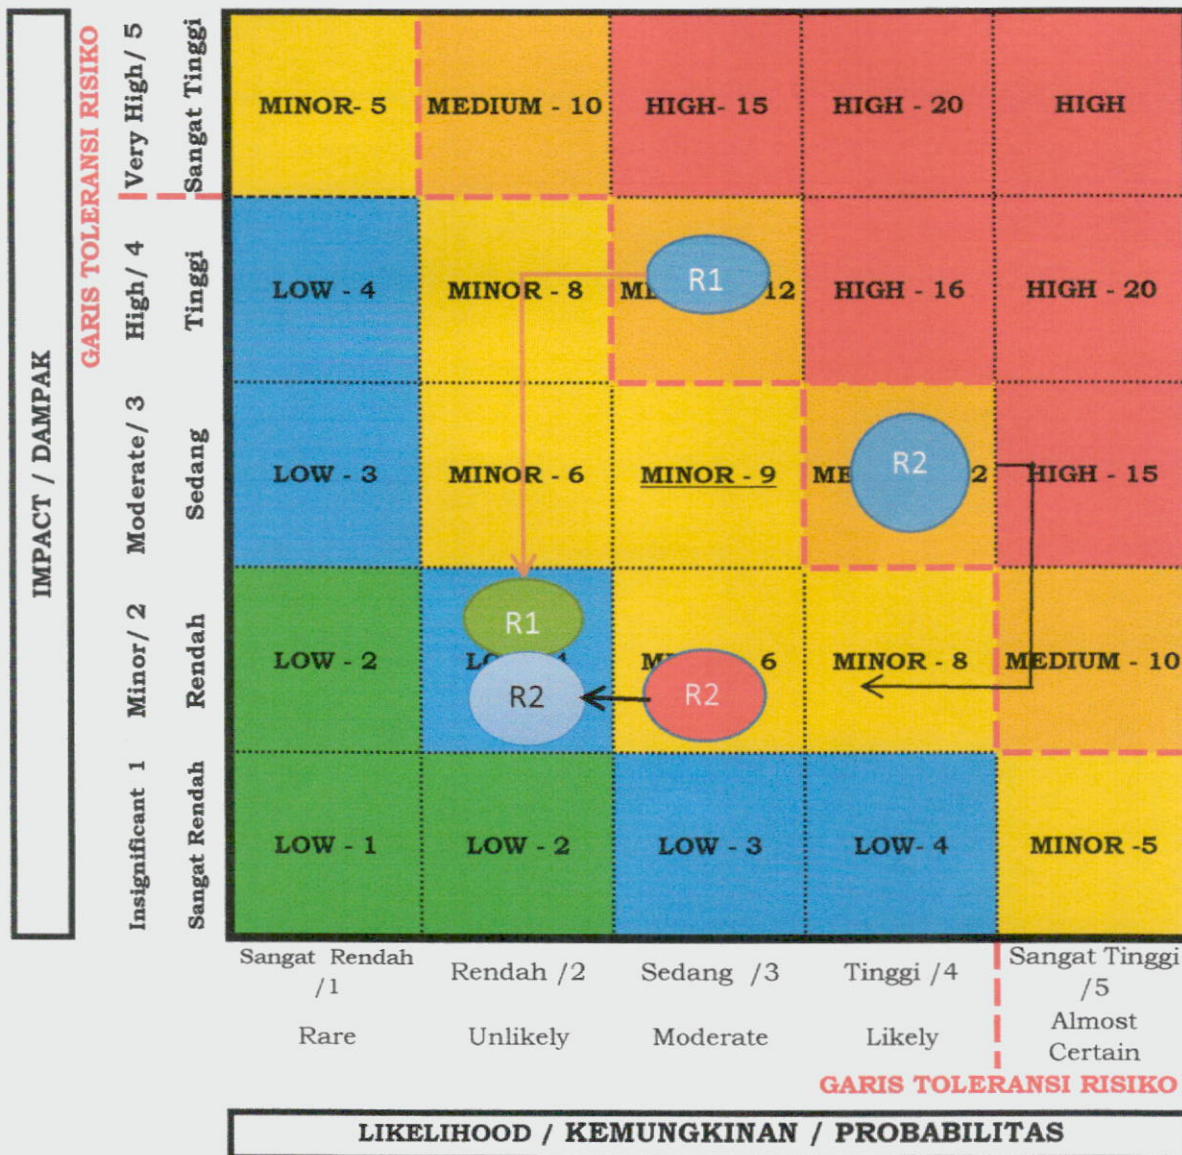 IMPACT / DAMPAK
GARIS TOLERANSI RISIKO
Very High/ 5
Sangat Tinggi
MINOR- 5
MEDIUM - 10
HIGH- 15
HIGH - 20
HIGH
High/ 4
Tinggi
LOW - 4
MINOR - 8
R1
12
HIGH - 16
HIGH - 20
Moderate/ 3
Sedang
LOW - 3
MINOR - 6
MINOR - 9
R2
2
HIGH - 15
Minor/ 2
Rendah
LOW - 2
R1
R2
R2
6
MINOR - 8
MEDIUM - 10
Insignificant 1
Sangat Rendah
LOW - 1
LOW - 2
LOW - 3
LOW- 4
MINOR -5
Sangat Rendah
/1
Rare
Rendah /2
Unlikely
Sedang /3
Moderate
Tinggi /4
Likely
Sangat Tinggi
/5
Almost
Certain
GARIS TOLERANSI RISIKO
LIKELIHOOD / KEMUNGKINAN / PROBABILITAS